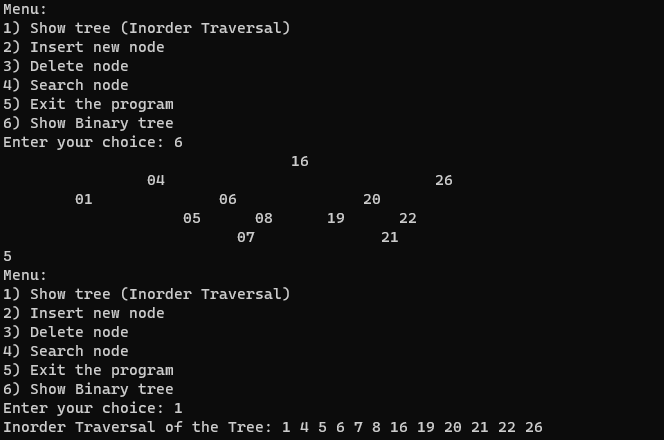 Menu:
1) Show tree (Inorder Traversal)
2) Insert new node
3) Delete node
4) Search node
5) Exit the program
6) Show Binary tree
Enter your choice: 6
                                16
                04                              26
        01              06              20
                    05      08      19      22
                          07              21
5
Menu:
1) Show tree (Inorder Traversal)
2) Insert new node
3) Delete node
4) Search node
5) Exit the program
6) Show Binary tree
Enter your choice: 1
Inorder Traversal of the Tree: 1 4 5 6 7 8 16 19 20 21 22 26